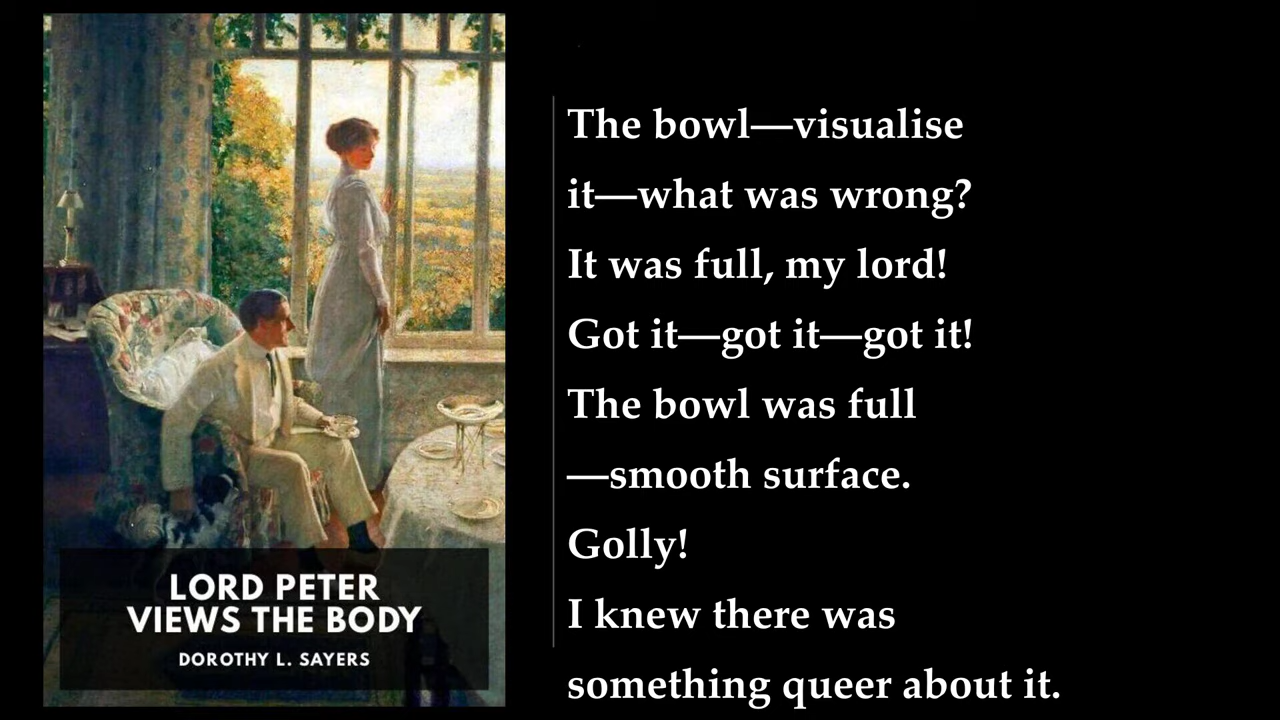 LORD PETER
VIEWS THE BODY
DOROTHY L. SAYERS
The bowl—visualise
it—what was wrong?
It was full, my lord!
Got it—got it—got it!
The bowl was full
—smooth surface.
Golly!
I knew there was
something queer about it.